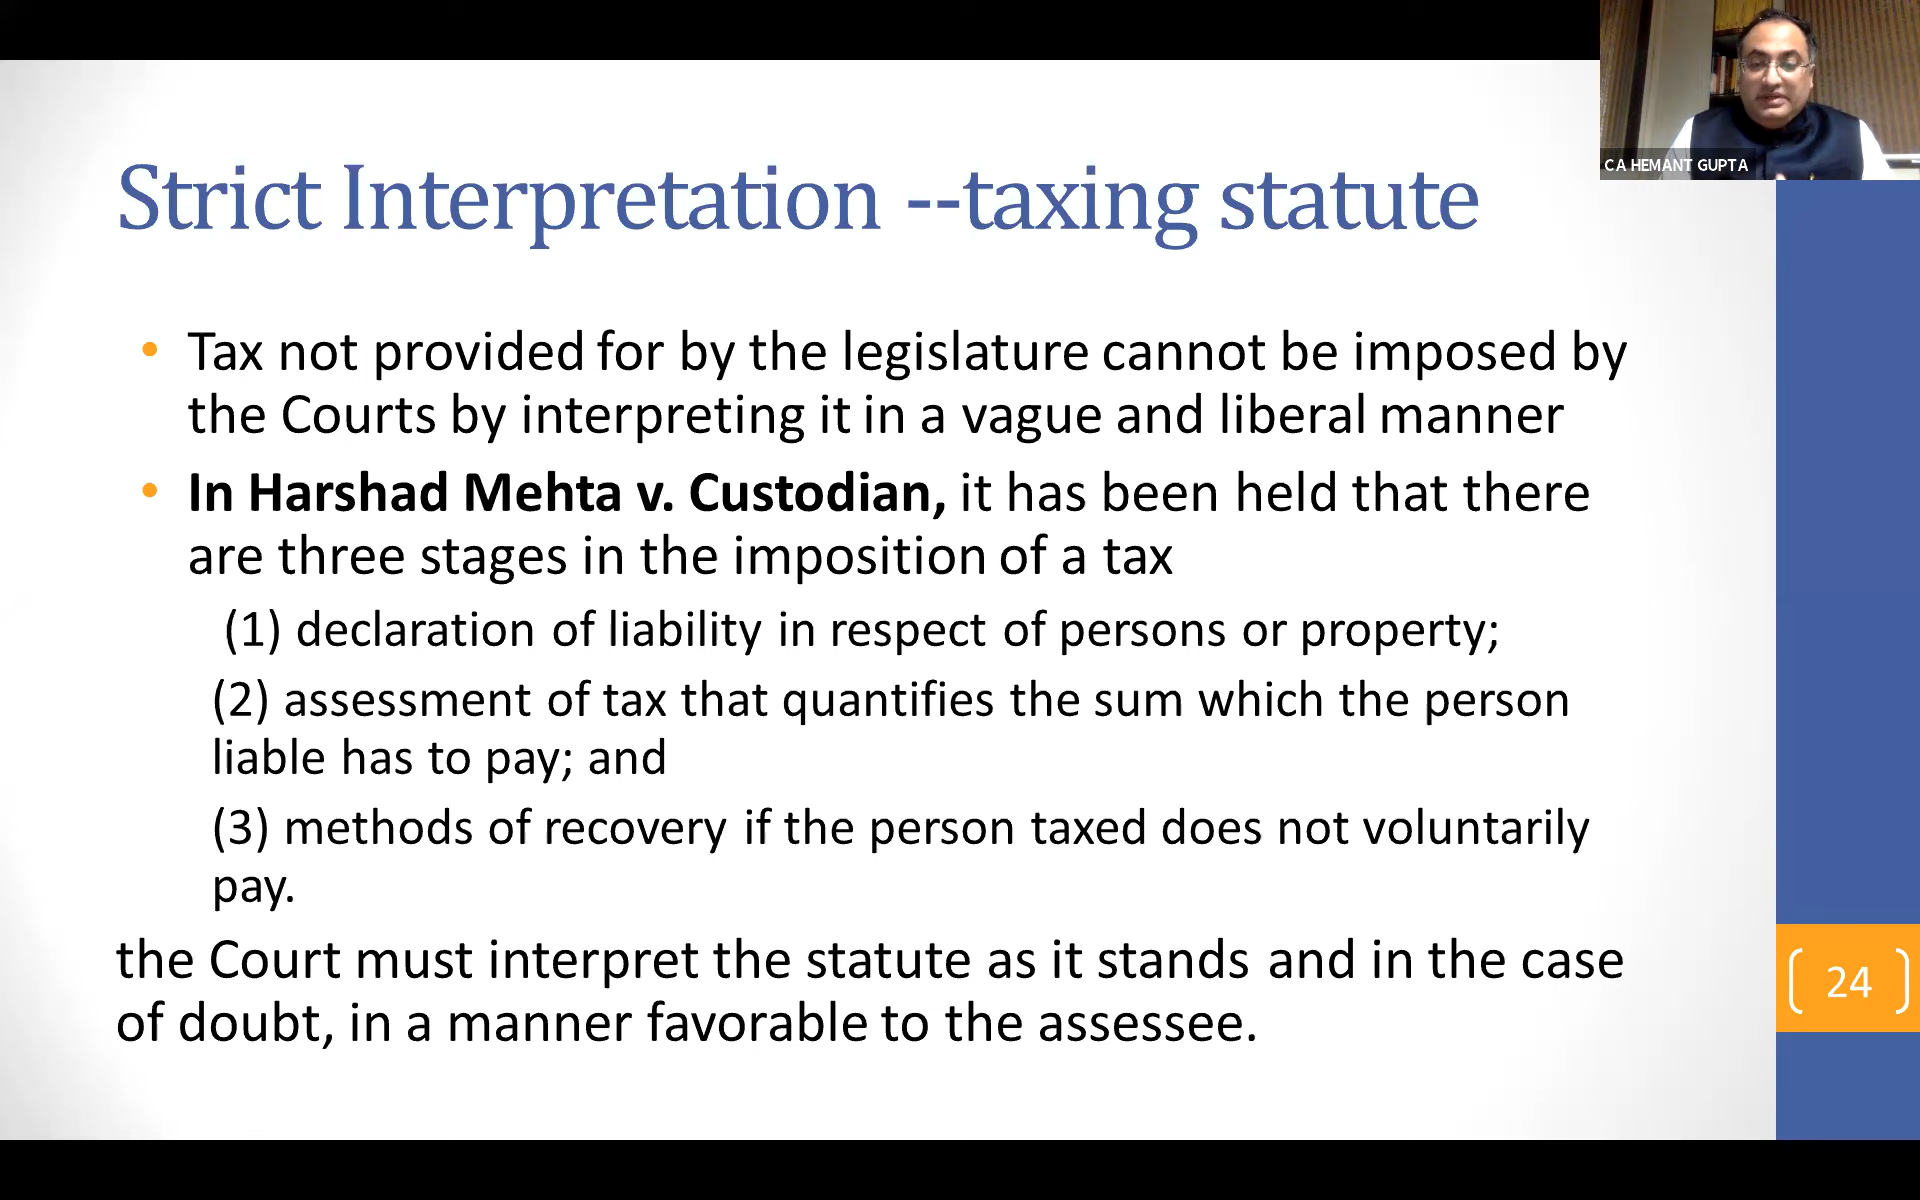 CA HEMANT GUPTA
Strict Interpretation --taxing statute
• Tax not provided for by the legislature cannot be imposed by
the Courts by interpreting it in a vague and liberal manner
• In Harshad Mehta v. Custodian, it has been held that there
are three stages in the imposition of a tax
(1) declaration of liability in respect of persons or property;
(2) assessment of tax that quantifies the sum which the person
liable has to pay; and
(3) methods of recovery if the person taxed does not voluntarily
pay.
the Court must interpret the statute as it stands and in the case
of doubt, in a manner favorable to the assessee.
24